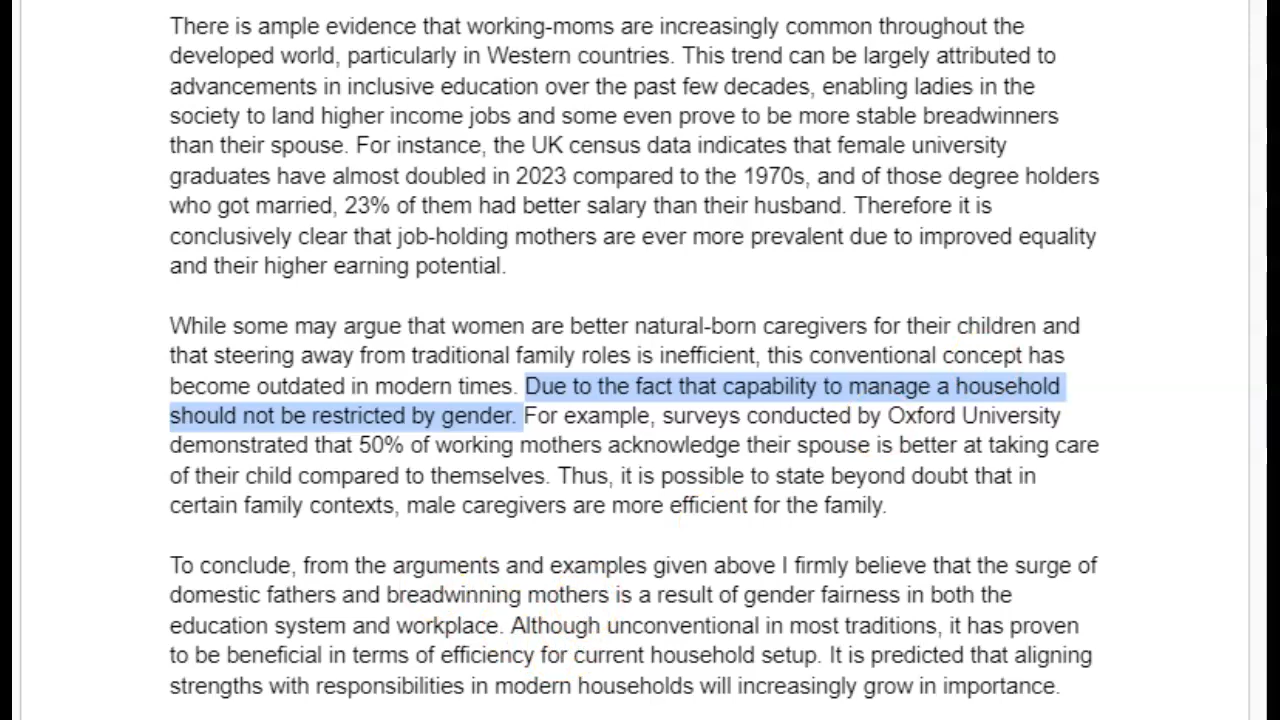 There is ample evidence that working-moms are increasingly common throughout the
developed world, particularly in Western countries. This trend can be largely attributed to
advancements in inclusive education over the past few decades, enabling ladies in the
society to land higher income jobs and some even prove to be more stable breadwinners
than their spouse. For instance, the UK census data indicates that female university
graduates have almost doubled in 2023 compared to the 1970s, and of those degree holders
who got married, 23% of them had better salary than their husband. Therefore it is
conclusively clear that job-holding mothers are ever more prevalent due to improved equality
and their higher earning potential.
While some may argue that women are better natural-born caregivers for their children and
that steering away from traditional family roles is inefficient, this conventional concept has
become outdated in modern times. Due to the fact that capability to manage a household
should not be restricted by gender. For example, surveys conducted by Oxford University
demonstrated that 50% of working mothers acknowledge their spouse is better at taking care
of their child compared to themselves. Thus, it is possible to state beyond doubt that in
certain family contexts, male caregivers are more efficient for the family.
To conclude, from the arguments and examples given above I firmly believe that the surge of
domestic fathers and breadwinning mothers is a result of gender fairness in both the
education system and workplace. Although unconventional in most traditions, it has proven
to be beneficial in terms of efficiency for current household setup. It is predicted that aligning
strengths with responsibilities in modern households will increasingly grow in importance.